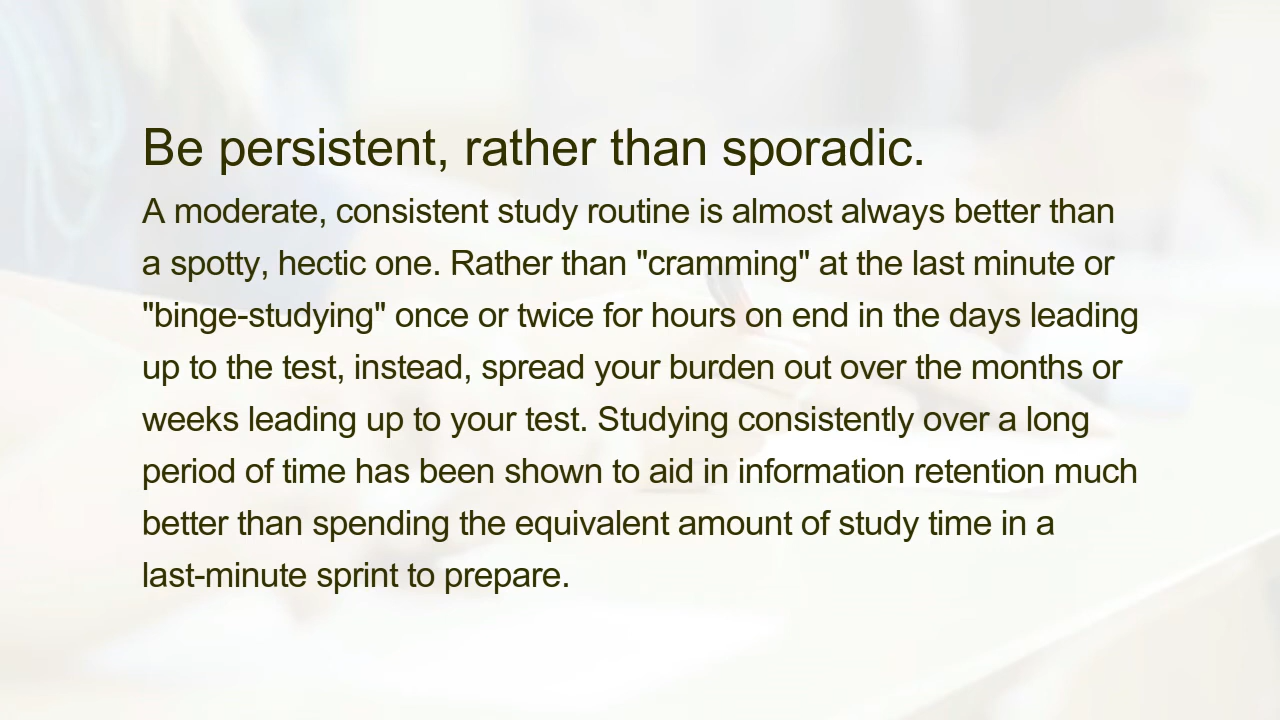 Be persistent, rather than sporadic.
A moderate, consistent study routine is almost always better than
a spotty, hectic one. Rather than "cramming" at the last minute or
"binge-studying" once or twice for hours on end in the days leading
up to the test, instead, spread your burden out over the months or
weeks leading up to your test. Studying consistently over a long
period of time has been shown to aid in information retention much
better than spending the equivalent amount of study time in a
last-minute sprint to prepare.